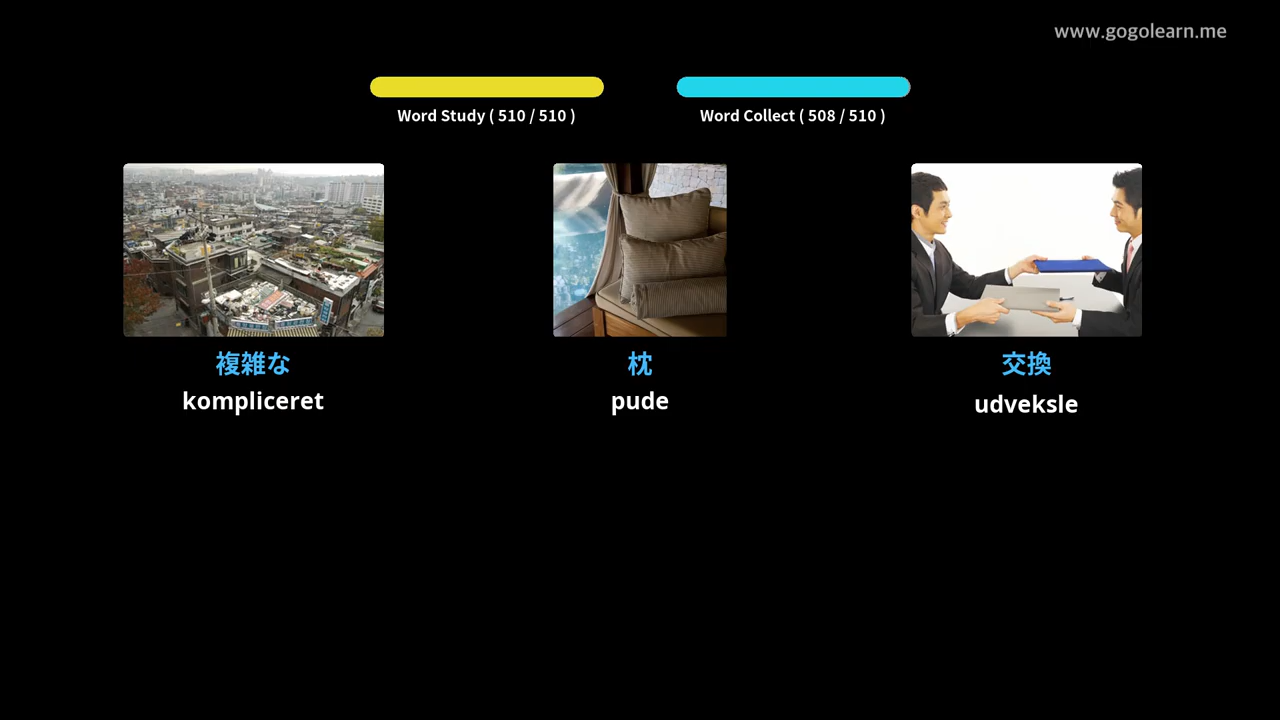 www.gogolearn.me
Word Study ( 510 / 510 )
Word Collect ( 508 / 510 )
複雑な
kompliceret
枕
pude
交換
udveksle